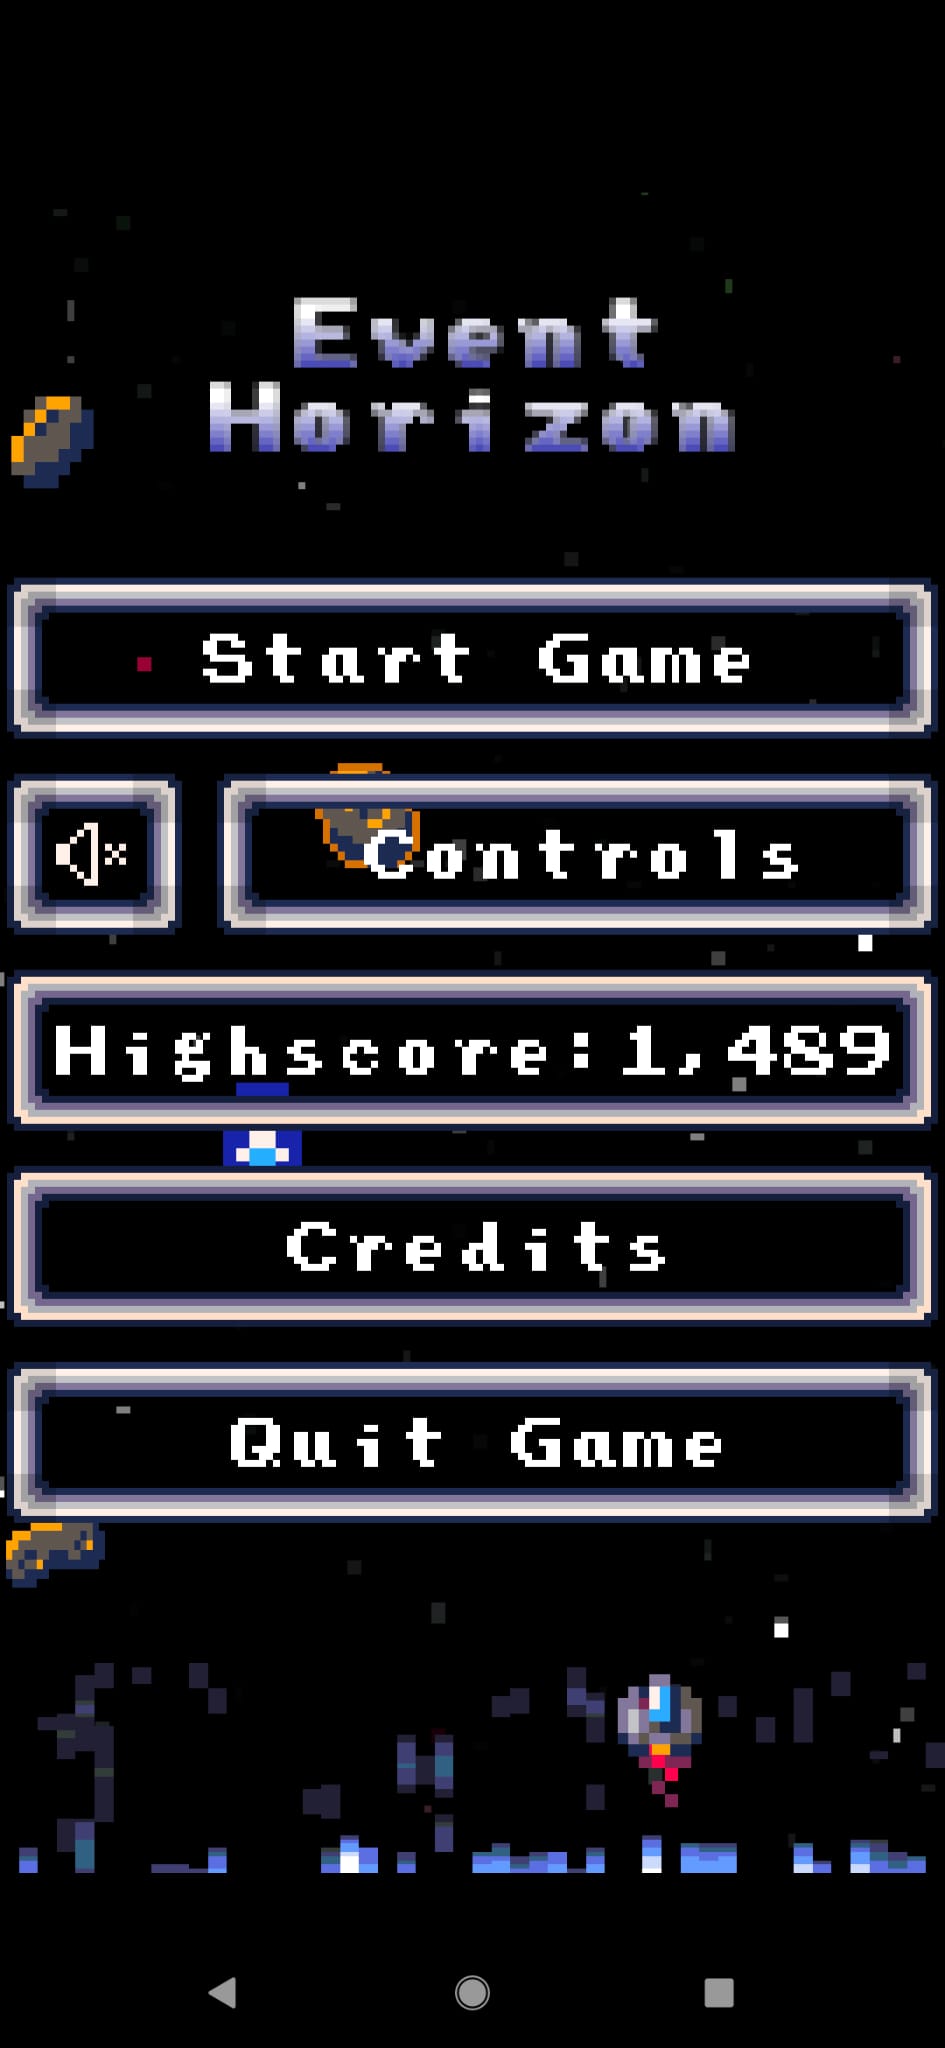 Event
Horizon
Start Game
Controls
Highscore:1,489
Credits
Quit Game